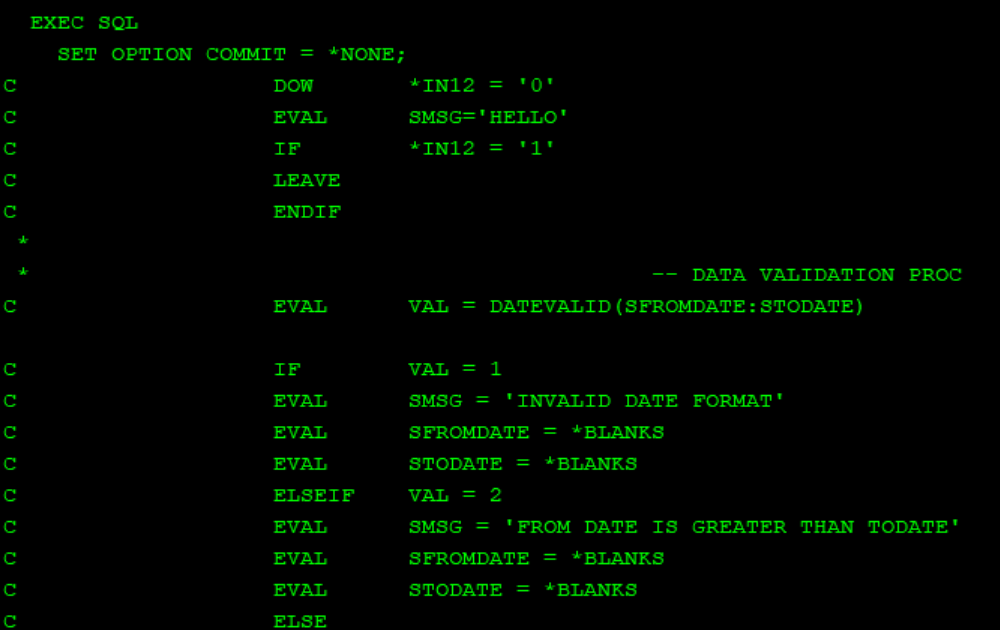 EXEC SQL
SET OPTION COMMIT = *NONE;
C DOW *IN12 = '0'
C EVAL SMSG='HELLO'
C IF *IN12 = '1'
C LEAVE
C ENDIF
*
* -- DATA VALIDATION PROC
C EVAL VAL = DATEVALID(SFROMDATE:STODATE)
C IF VAL = 1
C EVAL SMSG = 'INVALID DATE FORMAT'
C EVAL SFROMDATE = *BLANKS
C EVAL STODATE = *BLANKS
C ELSEIF VAL = 2
C EVAL SMSG = 'FROM DATE IS GREATER THAN TODATE'
C EVAL SFROMDATE = *BLANKS
C EVAL STODATE = *BLANKS
C ELSE